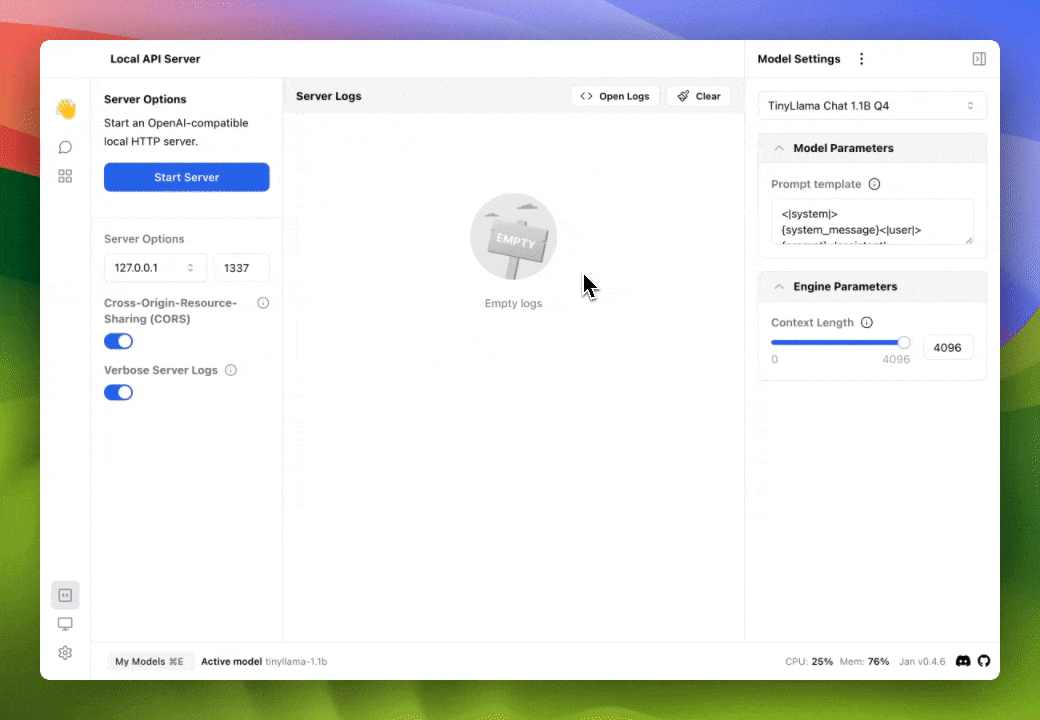 Local API Server
Model Settings
Server Options
Start an OpenAI-compatible
local HTTP server.
Start Server
Server Options
127.0.0.1
1337
Cross-Origin-Resource-
Sharing (CORS)
Verbose Server Logs
Server Logs
Open Logs
Clear
EMPTY
Empty logs
TinyLlama Chat 1.1B Q4
Model Parameters
Prompt template
<|system|>
{system_message}<|user|>
Engine Parameters
Context Length
4096
0
4096
My Models ⌘E
Active model tinyllama-1.1b
CPU: 25% Mem: 76% Jan v0.4.6